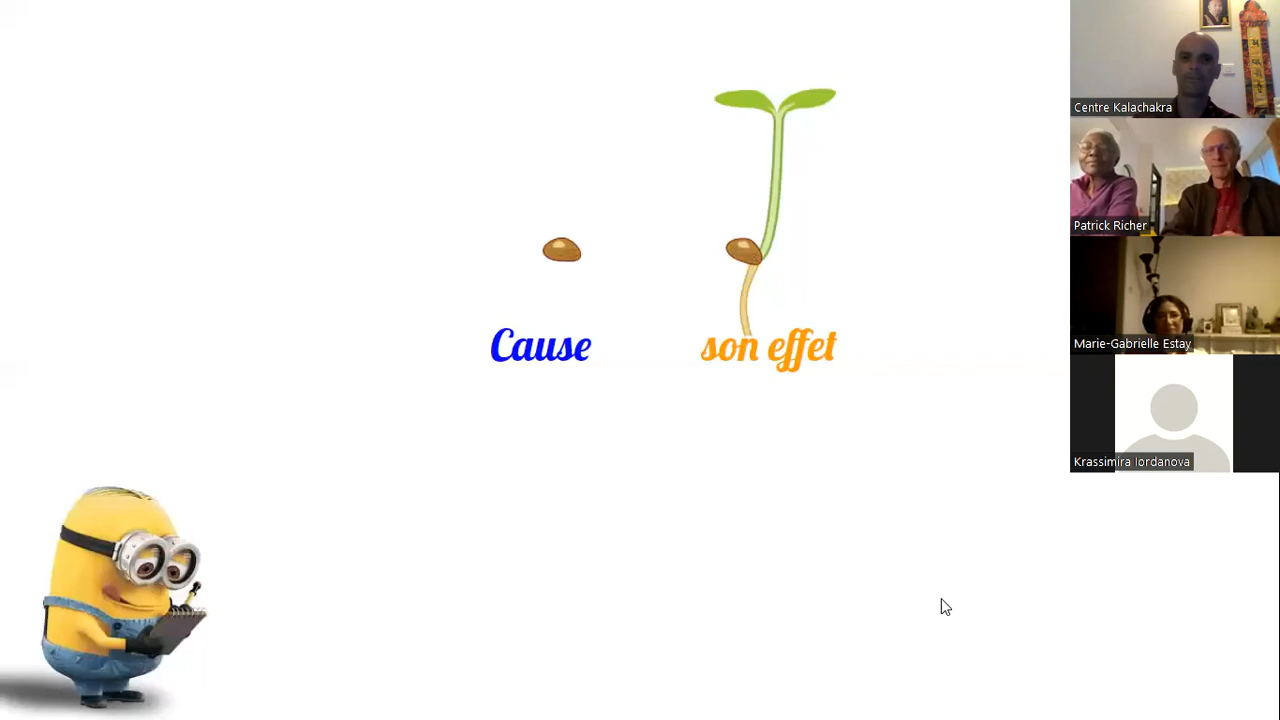 Cause
son effet
Centre Kalachakra
Patrick Richer
Marie-Gabrielle Estay
Krassimira Iordanova